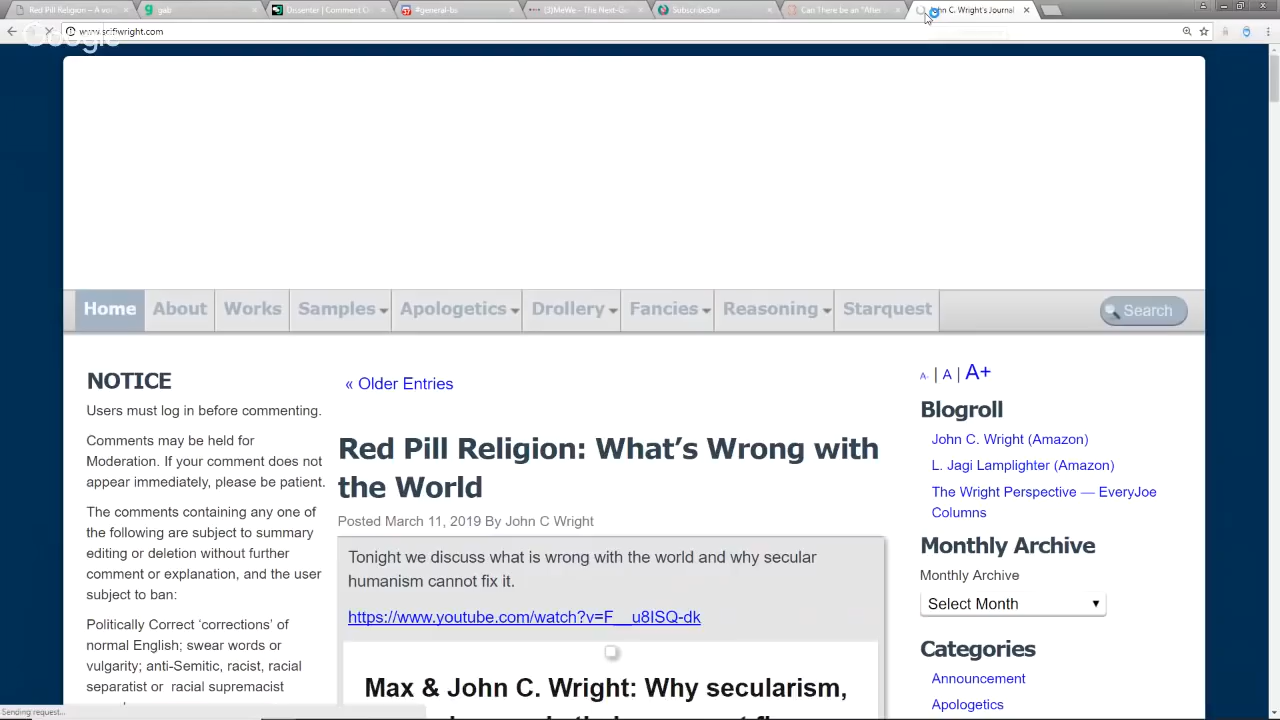 Red Pill Religion - A wo
gab
Dissenter | Comment O
#general-bs
(3)MeWe - The Next-Ge
SubscribeStar
Can There be an "Alter
John C. Wright's Journal
www.scifiwright.com
Google
Home
About
Works
Samples
Apologetics
Drollery
Fancies
Reasoning
Starquest
Search
NOTICE
Users must log in before commenting.
Comments may be held for
Moderation. If your comment does not
appear immediately, please be patient.
The comments containing any one of
the following are subject to summary
editing or deletion without further
comment or explanation, and the user
subject to ban:
Politically Correct ‘corrections’ of
normal English; swear words or
vulgarity; anti-Semitic, racist, racial
separatist or racial supremacist
« Older Entries
Red Pill Religion: What’s Wrong with
the World
Posted March 11, 2019 By John C Wright
Tonight we discuss what is wrong with the world and why secular
humanism cannot fix it.
https://www.youtube.com/watch?v=F__u8ISQ-dk
Max & John C. Wright: Why secularism,
A- | A | A+
Blogroll
John C. Wright (Amazon)
L. Jagi Lamplighter (Amazon)
The Wright Perspective — EveryJoe
Columns
Monthly Archive
Monthly Archive
Select Month
Categories
Announcement
Apologetics
Sending request...